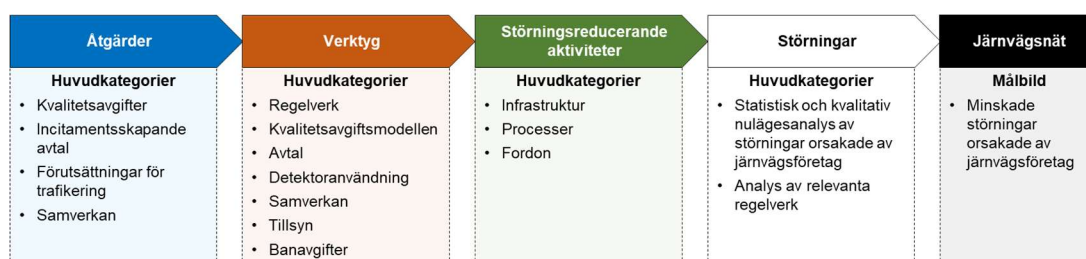 Åtgärder
Huvudkategorier
• Kvalitetsavgifter
• Incitamentsskapande
avtal
• Förutsättningar för
trafikering
• Samverkan
Verktyg
Huvudkategorier
• Regelverk
• Kvalitetsavgiftsmodellen
• Avtal
• Detektoranvändning
• Samverkan
• Tillsyn
• Banavgifter
Störningsreducerande
aktiviteter
Huvudkategorier
• Infrastruktur
• Processer
• Fordon
Störningar
Huvudkategorier
• Statistisk och kvalitativ
nulägesanalys av
störningar orsakade av
järnvägsföretag
• Analys av relevanta
regelverk
Järnvägsnät
Målbild
• Minskade
störningar
orsakade av
järnvägsföretag